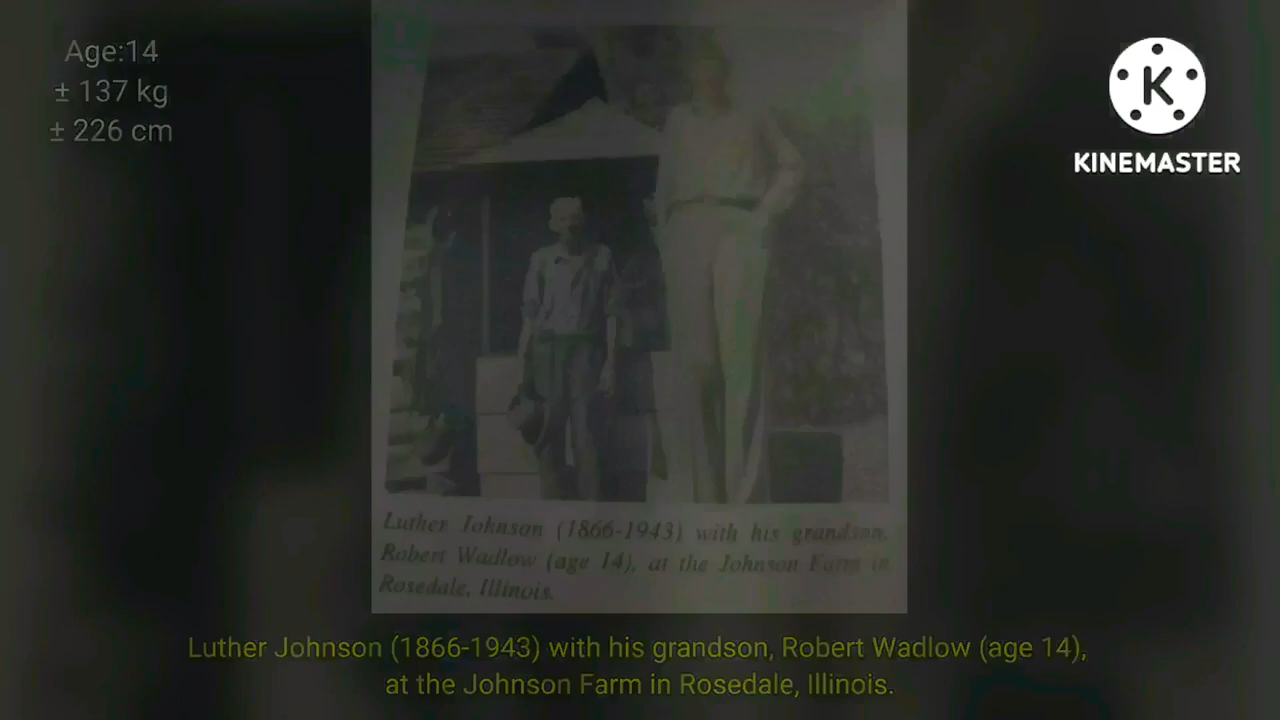 Age:14
± 137 kg
± 226 cm
K
KINEMASTER
Luther Johnson (1866-1943) with his grandson,
Robert Wadlow (age 14), at the Johnson Farm in
Rosedale, Illinois.
Luther Johnson (1866-1943) with his grandson, Robert Wadlow (age 14),
at the Johnson Farm in Rosedale, Illinois.